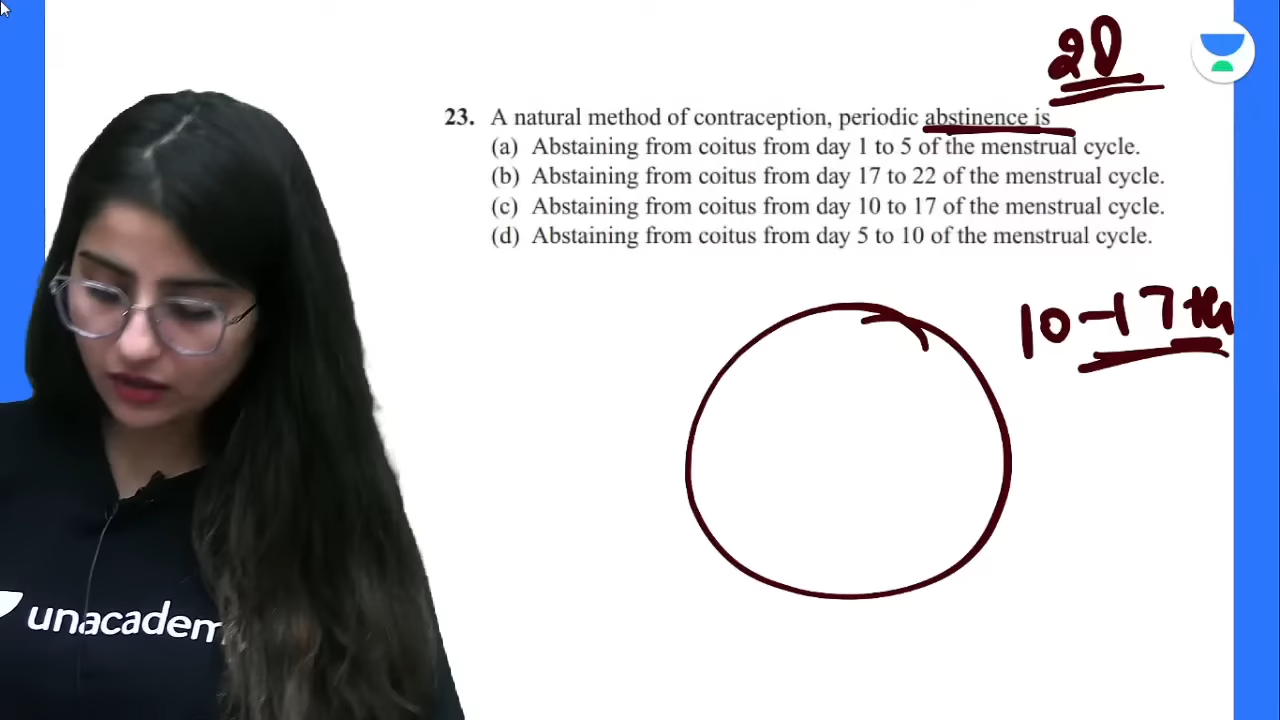 20
23. A natural method of contraception, periodic abstinence is
(a) Abstaining from coitus from day 1 to 5 of the menstrual cycle.
(b) Abstaining from coitus from day 17 to 22 of the menstrual cycle.
(c) Abstaining from coitus from day 10 to 17 of the menstrual cycle.
(d) Abstaining from coitus from day 5 to 10 of the menstrual cycle.
10-17th
unacadem